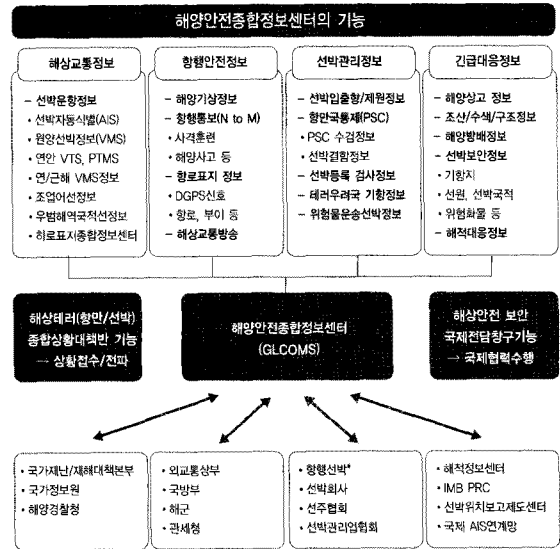 해양안전종합정보센터의 기능
해상교통정보
– 선박운항정보
• 선박자동식별(AIS)
• 원양선박정보(VMS)
• 연안 VTS, PTMS
• 연/근해 VMS정보
• 조업어선정보
• 우범해역국적선정보
• 하로표지종합정보센터
항행안전정보
– 해양기상정보
– 항행통보(N to M)
• 사격훈련
• 해양사고 등
– 항로표지 정보
• DGPS신호
• 항로, 부이 등
– 해상교통방송
선박관리정보
– 선박입출항/제원정보
– 항만국통제(PSC)
• PSC 수검정보
• 선박결함정보
– 선박등록 검사정보
– 테러우려국 기항정보
– 위험물운송선박정보
긴급대응정보
– 해양상고 정보
– 조산/수색/구조정보
– 해양방배정보
– 선박보안정보
• 기항지
• 선원, 선박국적
• 위험화물 등
– 해적대응정보
해상테러(항만/선박)
종합상황대책반 기능
→ 상황접수/전파
해양안전종합정보센터
(GLCOMS)
해상안전 보안
국제전담창구기능
→ 국제협력수행
• 국가재난/재해대책본부
• 국가정보원
• 해양경찰청
• 외교통상부
• 국방부
• 해군
• 관세청
• 항행선박*
• 선박회사
• 선주협회
• 선박관리업협회
• 해적정보센터
• IMB PRC
• 선박위치보고제도센터
• 국제 AIS연계망